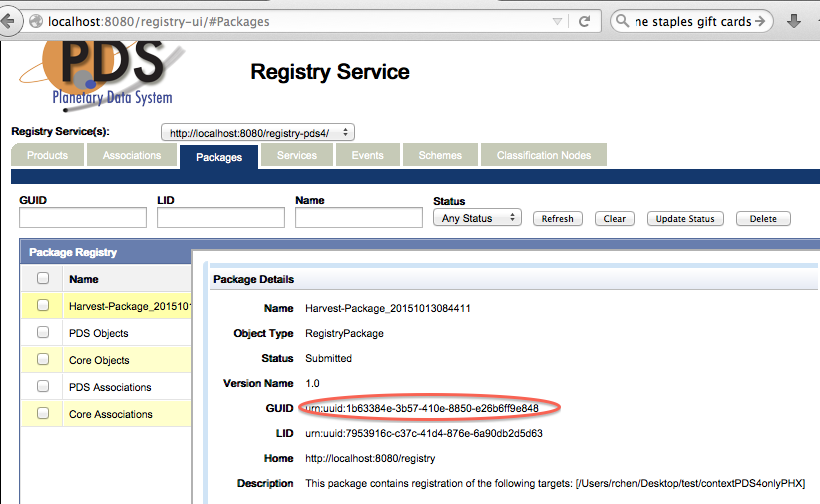 localhost:8080/registry-ui/#Packages
ne staples gift cards
PDS
Planetary Data System
Registry Service
Registry Service(s):
http://localhost:8080/registry-pds4/
Products Associations Packages Services Events Schemes Classification Nodes
GUID LID Name Status
Any Status Refresh Clear Update Status Delete
Package Registry
Name
Harvest-Package_20151013
PDS Objects
Core Objects
PDS Associations
Core Associations
Package Details
Name Harvest-Package_20151013084411
Object Type RegistryPackage
Status Submitted
Version Name 1.0
GUID urn:uuid:1b63384e-3b57-410e-8850-e26b6ff9e848
LID urn:uuid:7953916c-c37c-41d4-876e-6a90db2d5d63
Home http://localhost:8080/registry
Description This package contains registration of the following targets: [/Users/rchen/Desktop/test/contextPDS4onlyPHX]